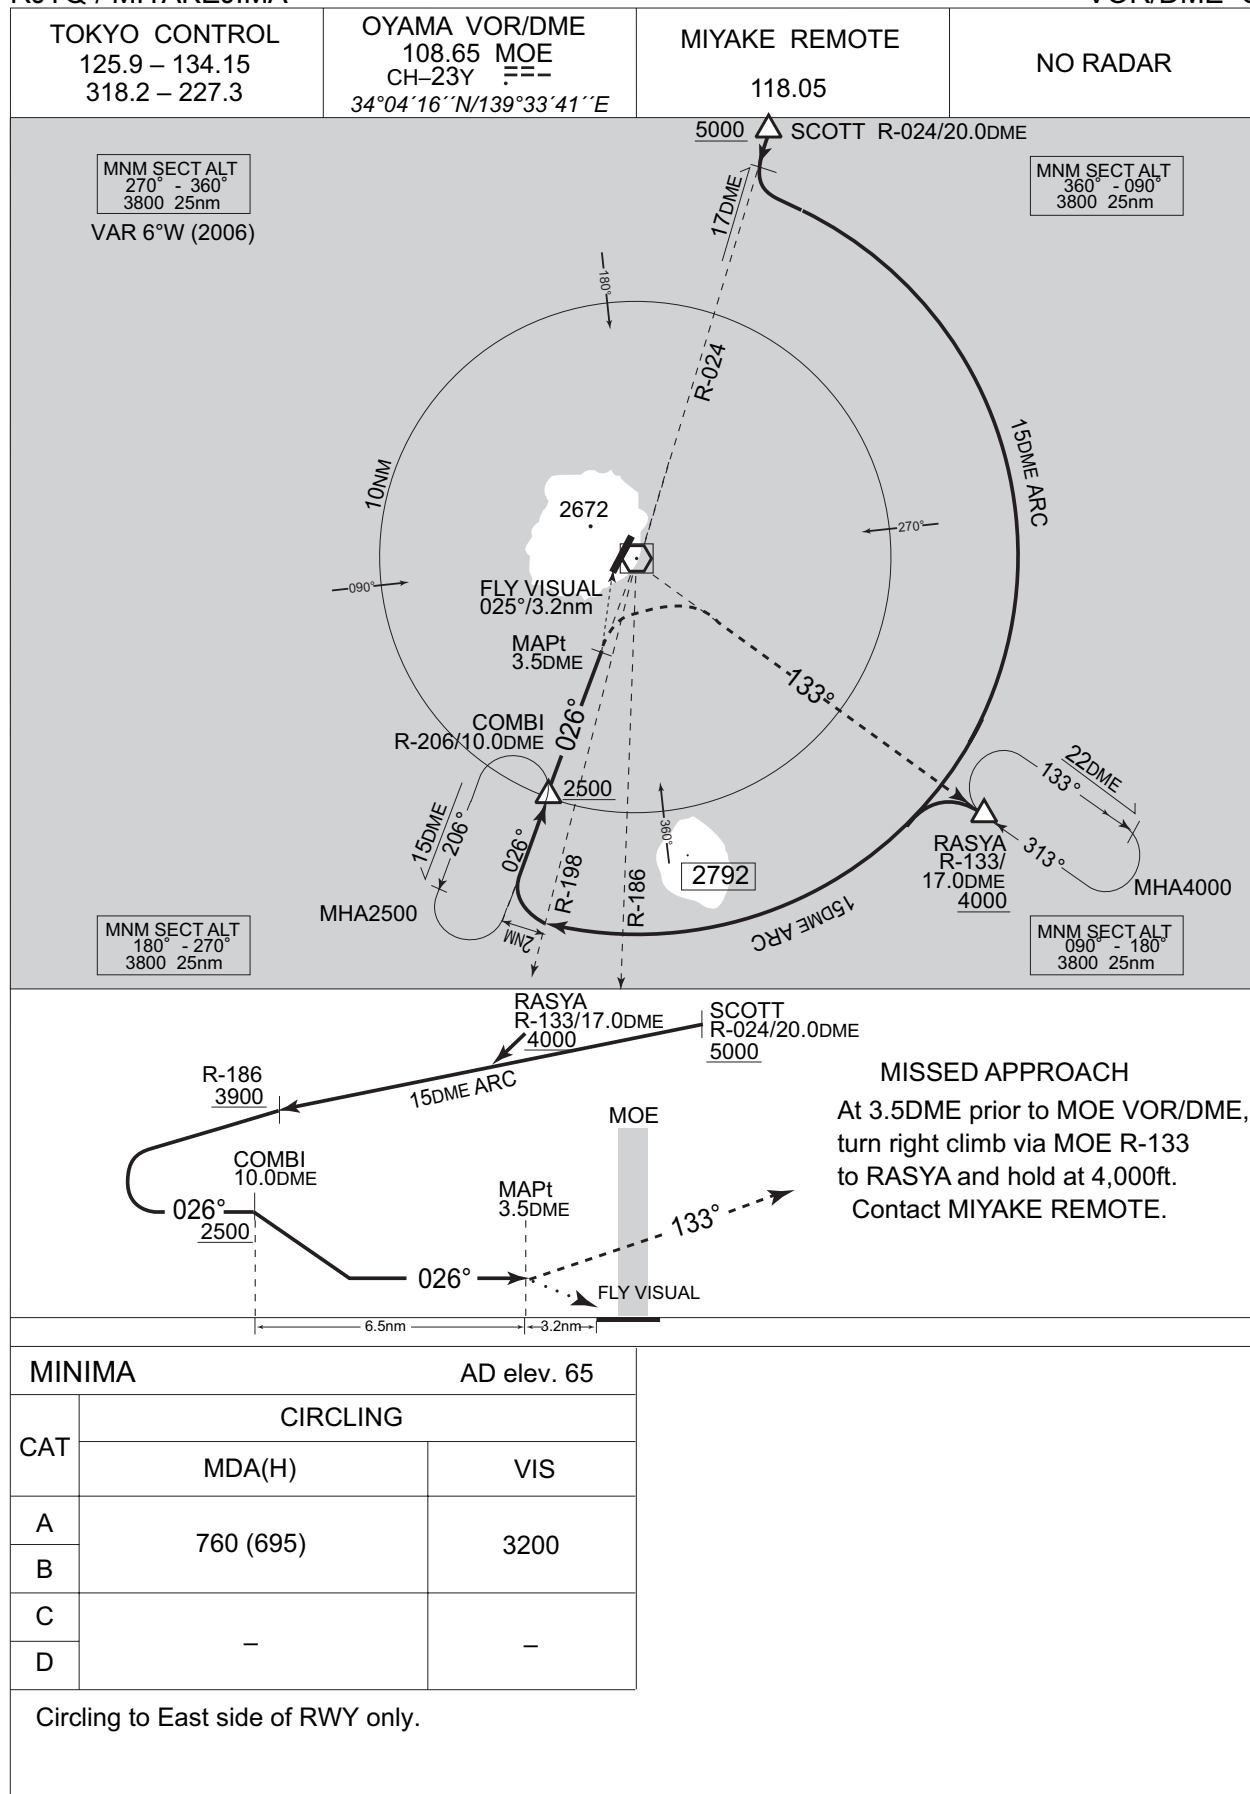 TOKYO CONTROL
125.9 – 134.15
318.2 – 227.3
OYAMA VOR/DME
108.65 MOE
CH–23Y
34°04´16´´N/139°33´41´´E
MIYAKE REMOTE
118.05
NO RADAR
5000
SCOTT R-024/20.0DME
MNM SECT ALT
270° - 360°
3800 25nm
VAR 6°W (2006)
MNM SECT ALT
360° - 090°
3800 25nm
17DME
180°
R-024
10NM
15DME ARC
2672
270°
090°
FLY VISUAL
025°/3.2nm
MAPt
3.5DME
133°
COMBI
R-206/10.0DME
026°
2500
22DME
133°
15DME
206°
026°
360°
RASYA
R-133/
17.0DME
4000
313°
MHA4000
2792
R-198
R-186
MHA2500
2NM
15DME ARC
MNM SECT ALT
180° - 270°
3800 25nm
MNM SECT ALT
090° - 180°
3800 25nm
RASYA
R-133/17.0DME
4000
SCOTT
R-024/20.0DME
5000
R-186
3900
15DME ARC
MOE
COMBI
10.0DME
026°
2500
MAPt
3.5DME
133°
026°
FLY VISUAL
6.5nm
3.2nm
MISSED APPROACH
At 3.5DME prior to MOE VOR/DME,
turn right climb via MOE R-133
to RASYA and hold at 4,000ft.
Contact MIYAKE REMOTE.
MINIMA
AD elev. 65
CAT
CIRCLING
MDA(H)
VIS
A
B
760 (695)
3200
C
D
–
–
Circling to East side of RWY only.